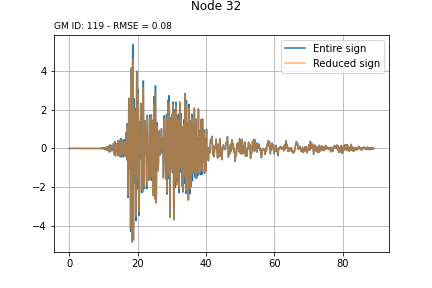 Node 32
GM ID: 119 - RMSE = 0.08
Entire sign
Reduced sign
4
2
0
−2
−4
0 20 40 60 80